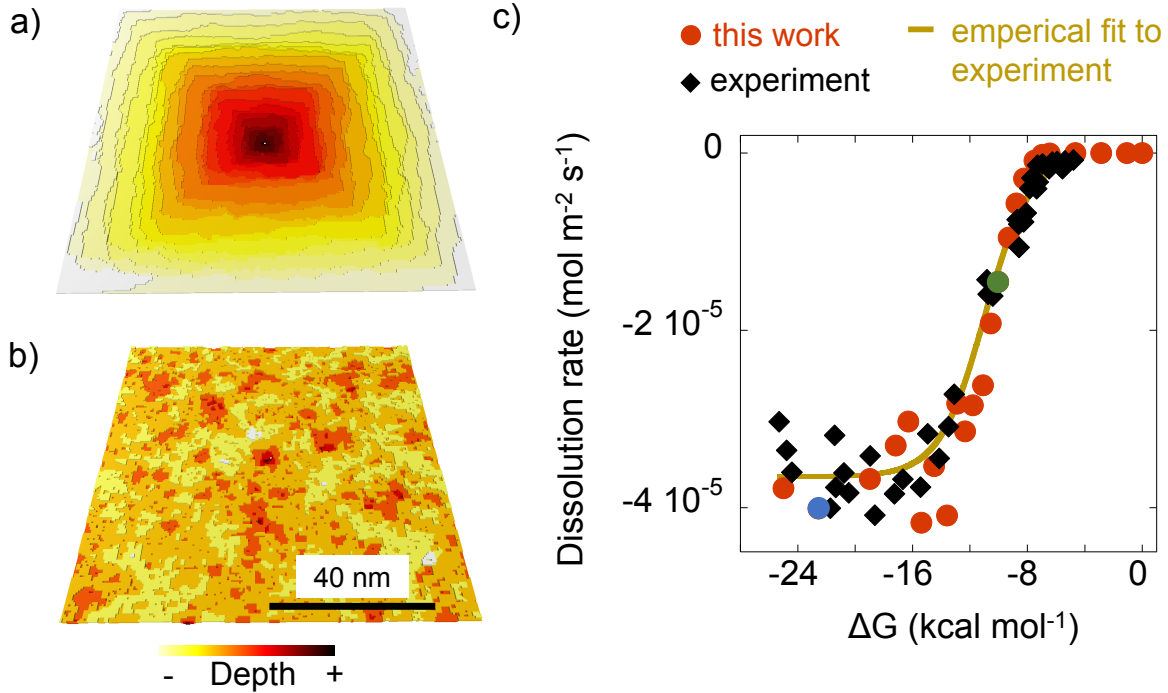 a)
b)
40 nm
- Depth +
c)
this work
experiment
emperical fit to
experiment
Dissolution rate (mol m⁻² s⁻¹)
0
-2 10⁻⁵
-4 10⁻⁵
-24 -16 -8 0
ΔG (kcal mol⁻¹)